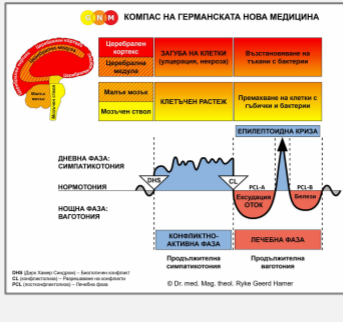 GNM КОМПАС НА ГЕРМАНСКАТА НОВА МЕДИЦИНА
Церебрален кортекс
Церебрална медула
ЗАГУБА НА КЛЕТКИ
(улцерация, некроза)
Възстановяване на
тъкани с бактерии
Малък мозък
Мозъчен ствол
КЛЕТЪЧЕН РАСТЕЖ
Премахване на клетки с
гъбички и бактерии
ЕПИЛЕПТОИДНА КРИЗА
ДНЕВНА ФАЗА:
СИМПАТИКОТОНИЯ
НОРМОТОНИЯ
НОЩНА ФАЗА:
ВАГОТОНИЯ
DHS
CL
PCL-A
PCL-B
Ексудация
ОТОК
Белези
КОНФЛИКТНО-
АКТИВНА ФАЗА
ЛЕЧЕБНА ФАЗА
Продължителна
симпатикотония
Продължителна
ваготония
DHS (Дирк Хамер Синдром) – Биологичен конфликт
CL (конфликтолиза) – Разрешаване на конфликта
PCL (постконфликтолиза) – Лечебна фаза
© Dr. med. Mag. theol. Ryke Geerd Hamer